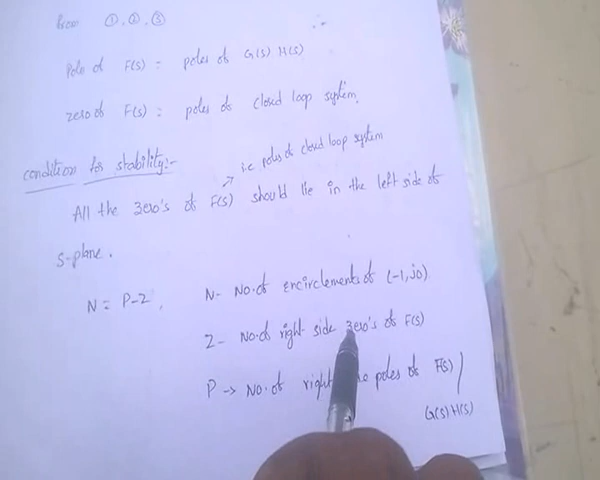 From ①, ②, ③
Pole of F(s) = poles of G(s) H(s)
zero of F(s) = poles of closed loop system.
condition for stability:-
i.e poles of closed loop system
All the zero's of F(s) should lie in the left side of
s-plane.
N = P-Z, N- No. of encirclements of (-1, j0)
Z - No. of right side zero's of F(s)
P → No. of right poles of F(s) /
G(s) H(s)